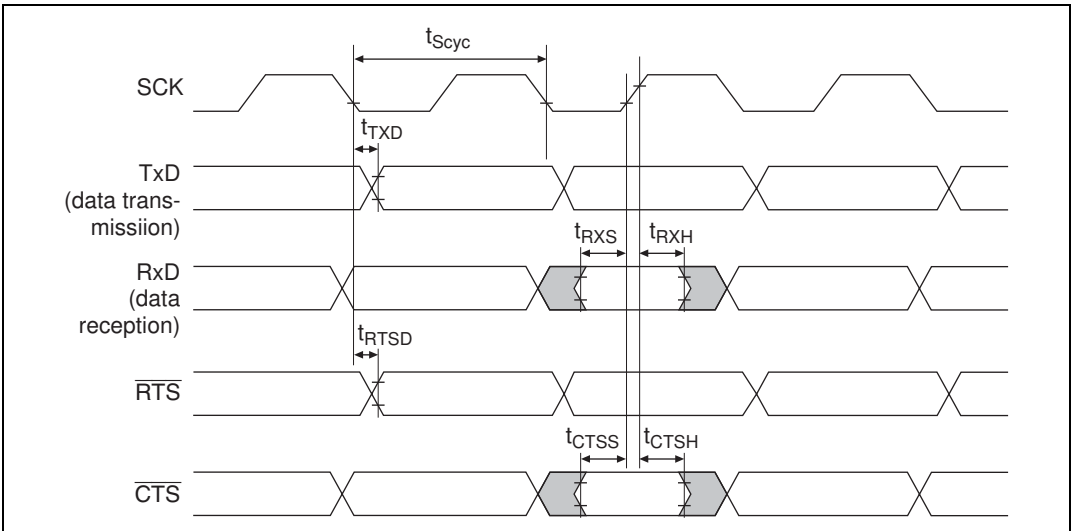 tScyc
SCK
tTXD
TxD
(data trans-
missiion)
tRXS
tRXH
RxD
(data
reception)
tRTSD
RTS
tCTSS
tCTSH
CTS